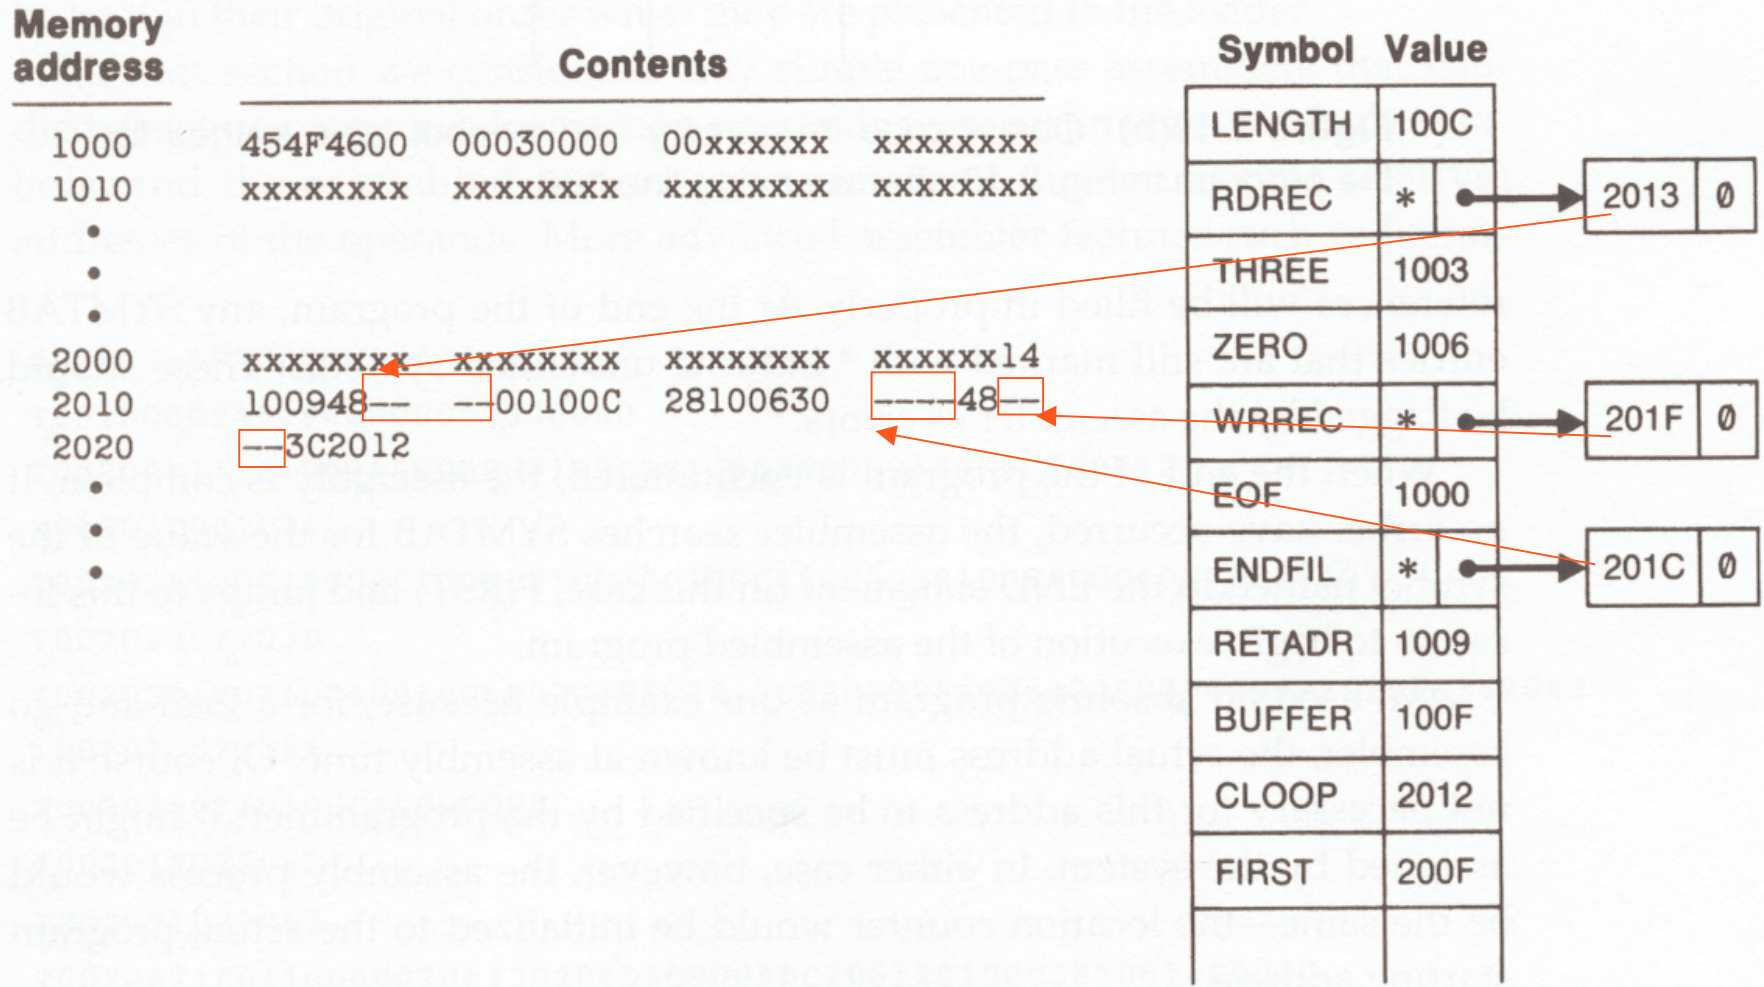 Memory address
Contents
1000 454F4600 00030000 00xxxxxx xxxxxxxx
1010 xxxxxxxx xxxxxxxx xxxxxxxx xxxxxxxx
2000 xxxxxxxx xxxxxxxx xxxxxxxx xxxxxx14
2010 100948-- --00100C 28100630 ----48--
2020 --3C2012
Symbol Value
LENGTH 100C
RDREC * 2013 Ø
THREE 1003
ZERO 1006
WRREC * 201F Ø
EOF 1000
ENDFIL * 201C Ø
RETADR 1009
BUFFER 100F
CLOOP 2012
FIRST 200F